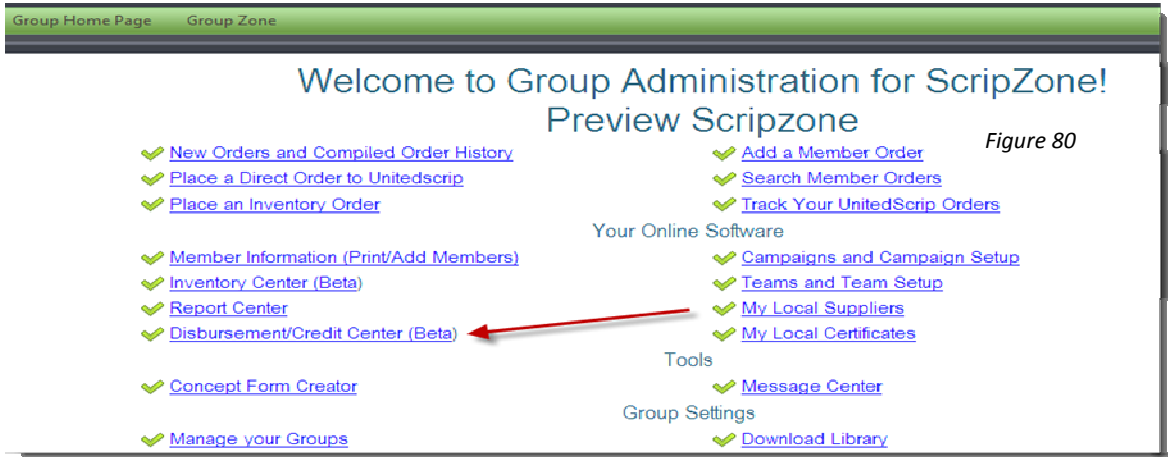 Group Home Page Group Zone
Welcome to Group Administration for ScripZone!
Preview Scripzone
Figure 80
New Orders and Compiled Order History Add a Member Order
Place a Direct Order to Unitedscrip Search Member Orders
Place an Inventory Order Track Your UnitedScrip Orders
Your Online Software
Member Information (Print/Add Members) Campaigns and Campaign Setup
Inventory Center (Beta) Teams and Team Setup
Report Center My Local Suppliers
Disbursement/Credit Center (Beta) My Local Certificates
Tools
Concept Form Creator Message Center
Group Settings
Manage your Groups Download Library